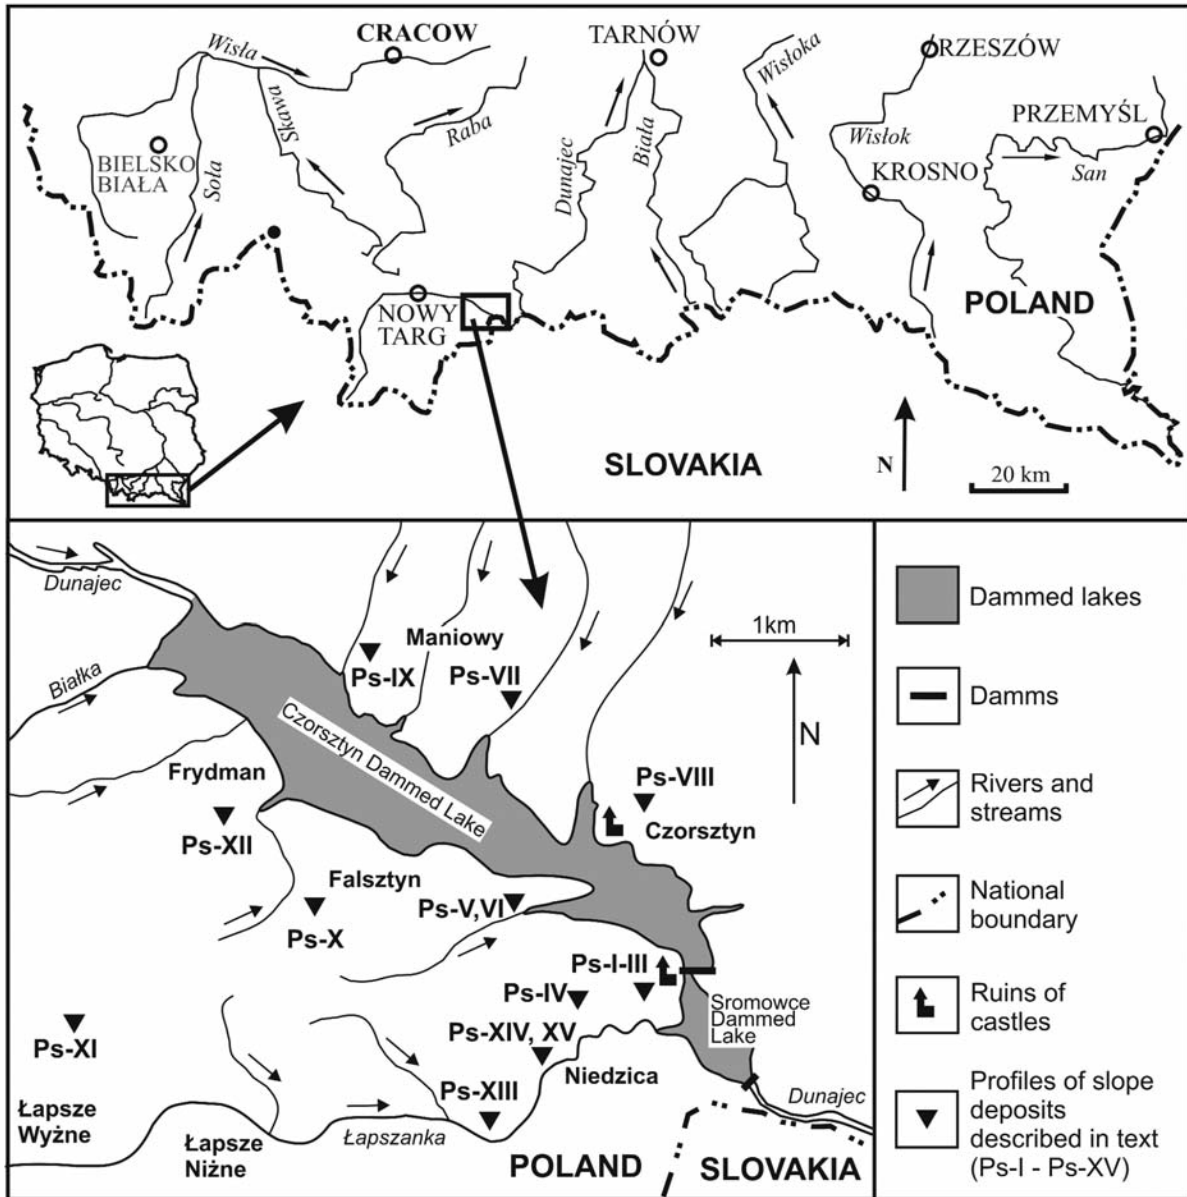 Wisła
CRACOW
TARNÓW
Wisłoka
RZESZÓW
Skawa
Raba
Dunajec
Biała
Wisłok
PRZEMYŚL
BIELSKO
BIAŁA
Soła
KROSNO
San
NOWY
TARG
POLAND
SLOVAKIA
N
20 km
Dunajec
Maniowy
1km
Ps-IX
Ps-VII
Białka
N
Czorsztyn Dammed Lake
Frydman
Ps-VIII
Czorsztyn
Ps-XII
Falsztyn
Ps-V,VI
Ps-X
Ps-I-III
Ps-IV
Sromowce
Dammed
Lake
Ps-XIV, XV
Ps-XI
Niedzica
Ps-XIII
Dunajec
Łapsze
Wyżne
Łapsze
Niżne
Łapszanka
POLAND
SLOVAKIA
Dammed lakes
Damms
Rivers and
streams
National
boundary
Ruins of
castles
Profiles of slope
deposits
described in text
(Ps-I - Ps-XV)